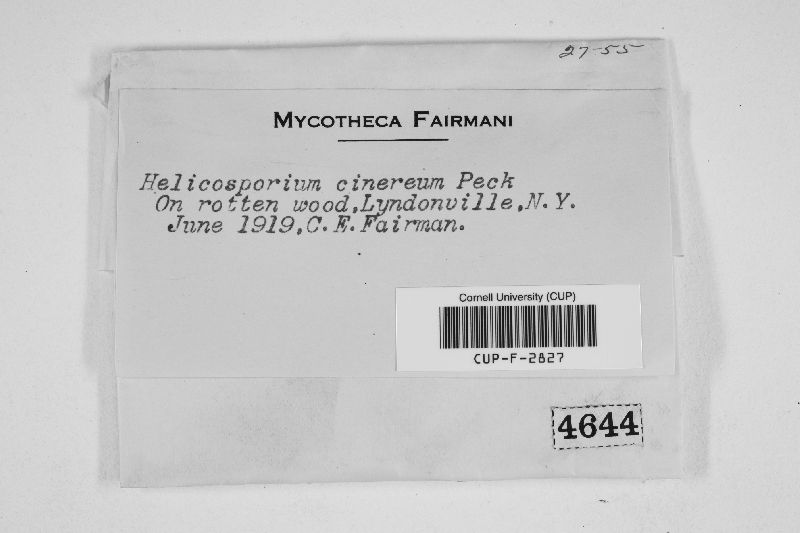 27-55
MYCOTHECA FAIRMANI
Helicosporium cinereum Peck
On rotten wood,Lyndonville,N.Y.
June 1919,C.E.Fairman.
Cornell University (CUP)
CUP-F-2827
4644